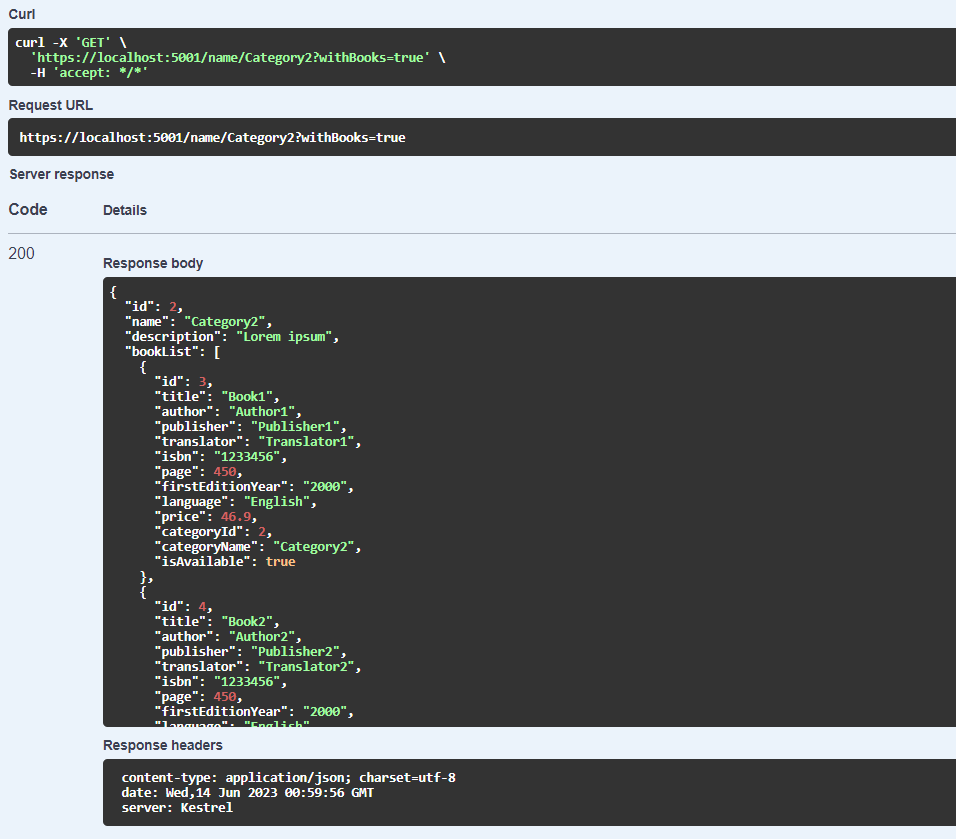 Curl
curl -X 'GET' \
'https://localhost:5001/name/Category2?withBooks=true' \
-H 'accept: */*'
Request URL
https://localhost:5001/name/Category2?withBooks=true
Server response
Code Details
200
Response body
{
"id": 2,
"name": "Category2",
"description": "Lorem ipsum",
"bookList": [
{
"id": 3,
"title": "Book1",
"author": "Author1",
"publisher": "Publisher1",
"translator": "Translator1",
"isbn": "1233456",
"page": 450,
"firstEditionYear": "2000",
"language": "English",
"price": 46.9,
"categoryId": 2,
"categoryName": "Category2",
"isAvailable": true
},
{
"id": 4,
"title": "Book2",
"author": "Author2",
"publisher": "Publisher2",
"translator": "Translator2",
"isbn": "1233456",
"page": 450,
"firstEditionYear": "2000",
"language": "English"
Response headers
content-type: application/json; charset=utf-8
date: Wed,14 Jun 2023 00:59:56 GMT
server: Kestrel